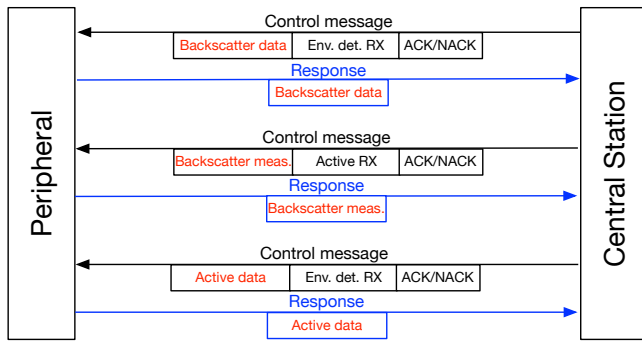 Peripheral
Control message
Backscatter data Env. det. RX ACK/NACK
Response
Backscatter data
Control message
Backscatter meas. Active RX ACK/NACK
Response
Backscatter meas.
Control message
Active data Env. det. RX ACK/NACK
Response
Active data
Central Station